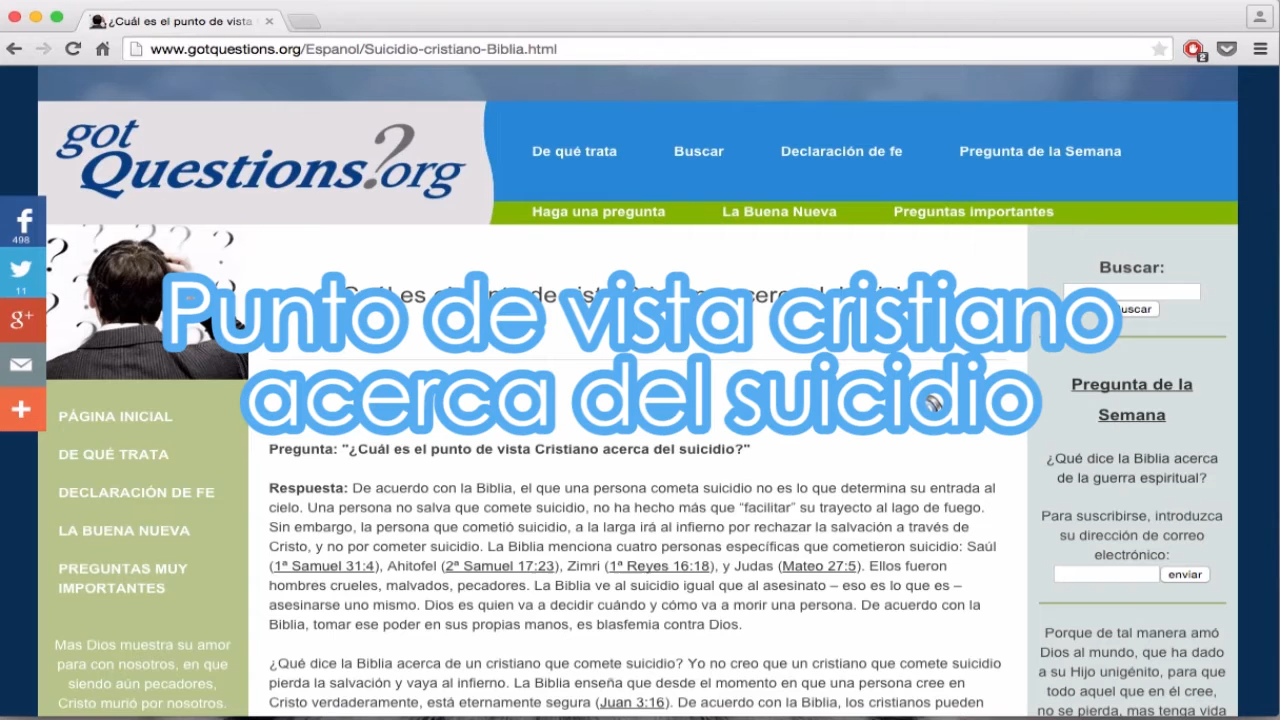 ¿Cuál es el punto de vista
www.gotquestions.org/Espanol/Suicidio-cristiano-Biblia.html
2
got
Questions?.org
De qué trata
Buscar
Declaración de fe
Pregunta de la Semana
Haga una pregunta
La Buena Nueva
Preguntas importantes
498
11
g+
Punto de vista cristiano
acerca del suicidio
PÁGINA INICIAL
DE QUÉ TRATA
DECLARACIÓN DE FE
LA BUENA NUEVA
PREGUNTAS MUY
IMPORTANTES
Mas Dios muestra su amor
para con nosotros, en que
siendo aún pecadores,
Cristo murió por nosotros.
Pregunta: "¿Cuál es el punto de vista Cristiano acerca del suicidio?"
Respuesta: De acuerdo con la Biblia, el que una persona cometa suicidio no es lo que determina su entrada al
cielo. Una persona no salva que comete suicidio, no ha hecho más que “facilitar” su trayecto al lago de fuego.
Sin embargo, la persona que cometió suicidio, a la larga irá al infierno por rechazar la salvación a través de
Cristo, y no por cometer suicidio. La Biblia menciona cuatro personas específicas que cometieron suicidio: Saúl
(1ª Samuel 31:4), Ahitofel (2ª Samuel 17:23), Zimri (1ª Reyes 16:18), y Judas (Mateo 27:5). Ellos fueron
hombres crueles, malvados, pecadores. La Biblia ve al suicidio igual que al asesinato – eso es lo que es –
asesinarse uno mismo. Dios es quien va a decidir cuándo y cómo va a morir una persona. De acuerdo con la
Biblia, tomar ese poder en sus propias manos, es blasfemia contra Dios.
¿Qué dice la Biblia acerca de un cristiano que comete suicidio? Yo no creo que un cristiano que comete suicidio
pierda la salvación y vaya al infierno. La Biblia enseña que desde el momento en que una persona cree en
Cristo verdaderamente, está eternamente segura (Juan 3:16). De acuerdo con la Biblia, los cristianos pueden
Buscar:
uscar
Pregunta de la
Semana
¿Qué dice la Biblia acerca
de la guerra espiritual?
Para suscribirse, introduzca
su dirección de correo
electrónico:
enviar
Porque de tal manera amó
Dios al mundo, que ha dado
a su Hijo unigénito, para que
todo aquel que en él cree,
no se pierda, mas tenga vida